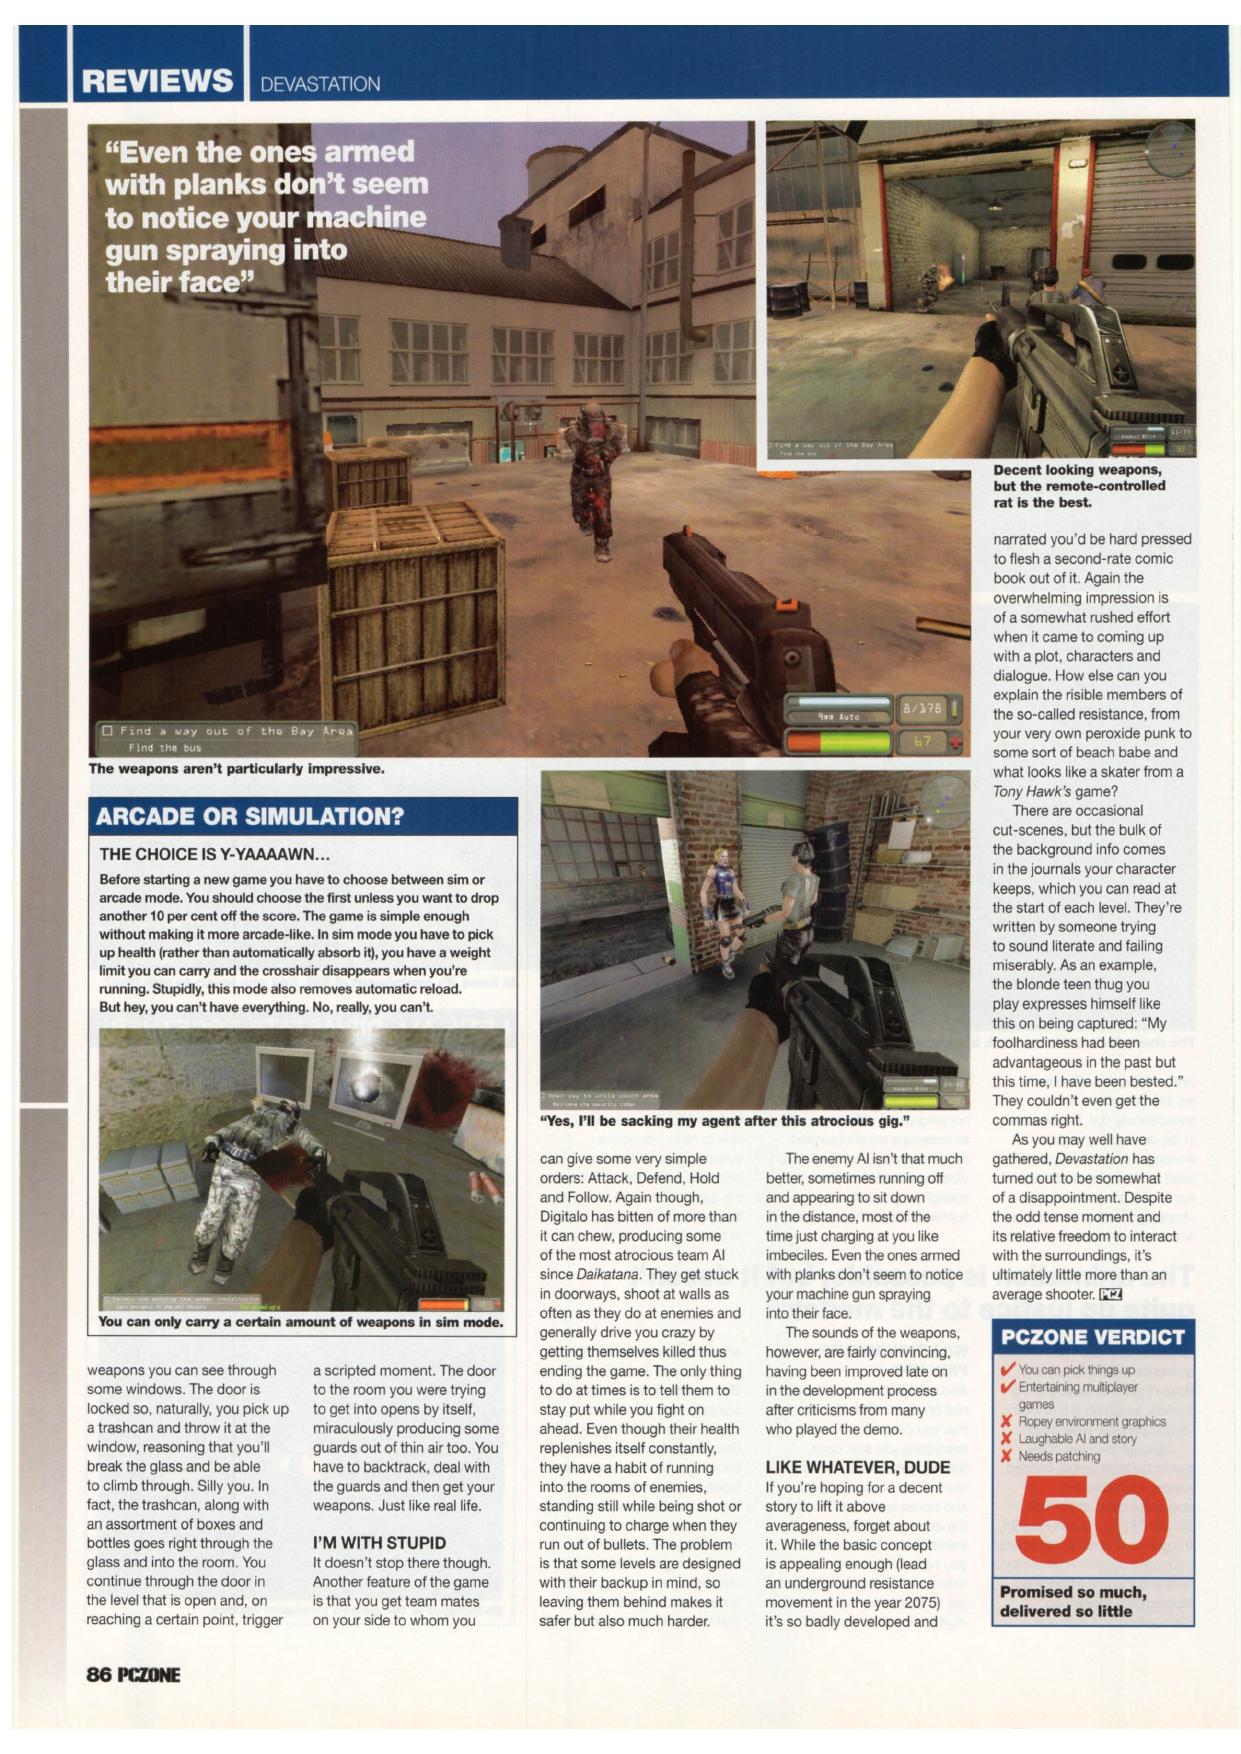 REVIEWS
DEVASTATION
“Even the ones armed
with planks don’t seem
to notice your machine
gun spraying into
their face”
Find a way out of the Bay Area
Find the bus
9mm Auto
8/178
67
The weapons aren’t particularly impressive.
Find a way out of the Bay Area
Find the bus
Decent looking weapons,
but the remote-controlled
rat is the best.
ARCADE OR SIMULATION?
THE CHOICE IS Y-YAAAAWN...
Before starting a new game you have to choose between sim or
arcade mode. You should choose the first unless you want to drop
another 10 per cent off the score. The game is simple enough
without making it more arcade-like. In sim mode you have to pick
up health (rather than automatically absorb it), you have a weight
limit you can carry and the crosshair disappears when you’re
running. Stupidly, this mode also removes automatic reload.
But hey, you can’t have everything. No, really, you can’t.
You can only carry a certain amount of weapons in sim mode.
“Yes, I’ll be sacking my agent after this atrocious gig.”
weapons you can see through
some windows. The door is
locked so, naturally, you pick up
a trashcan and throw it at the
window, reasoning that you’ll
break the glass and be able
to climb through. Silly you. In
fact, the trashcan, along with
an assortment of boxes and
bottles goes right through the
glass and into the room. You
continue through the door in
the level that is open and, on
reaching a certain point, trigger
a scripted moment. The door
to the room you were trying
to get into opens by itself,
miraculously producing some
guards out of thin air too. You
have to backtrack, deal with
the guards and then get your
weapons. Just like real life.
I’M WITH STUPID
It doesn’t stop there though.
Another feature of the game
is that you get team mates
on your side to whom you
can give some very simple
orders: Attack, Defend, Hold
and Follow. Again though,
Digitalo has bitten of more than
it can chew, producing some
of the most atrocious team AI
since Daikatana. They get stuck
in doorways, shoot at walls as
often as they do at enemies and
generally drive you crazy by
getting themselves killed thus
ending the game. The only thing
to do at times is to tell them to
stay put while you fight on
ahead. Even though their health
replenishes itself constantly,
they have a habit of running
into the rooms of enemies,
standing still while being shot or
continuing to charge when they
run out of bullets. The problem
is that some levels are designed
with their backup in mind, so
leaving them behind makes it
safer but also much harder.
The enemy AI isn’t that much
better, sometimes running off
and appearing to sit down
in the distance, most of the
time just charging at you like
imbeciles. Even the ones armed
with planks don’t seem to notice
your machine gun spraying
into their face.
The sounds of the weapons,
however, are fairly convincing,
having been improved late on
in the development process
after criticisms from many
who played the demo.
LIKE WHATEVER, DUDE
If you’re hoping for a decent
story to lift it above
averageness, forget about
it. While the basic concept
is appealing enough (lead
an underground resistance
movement in the year 2075)
it’s so badly developed and
narrated you’d be hard pressed
to flesh a second-rate comic
book out of it. Again the
overwhelming impression is
of a somewhat rushed effort
when it came to coming up
with a plot, characters and
dialogue. How else can you
explain the risible members of
the so-called resistance, from
your very own peroxide punk to
some sort of beach babe and
what looks like a skater from a
Tony Hawk’s game?
There are occasional
cut-scenes, but the bulk of
the background info comes
in the journals your character
keeps, which you can read at
the start of each level. They’re
written by someone trying
to sound literate and failing
miserably. As an example,
the blonde teen thug you
play expresses himself like
this on being captured: “My
foolhardiness had been
advantageous in the past but
this time, I have been bested.”
They couldn’t even get the
commas right.
As you may well have
gathered, Devastation has
turned out to be somewhat
of a disappointment. Despite
the odd tense moment and
its relative freedom to interact
with the surroundings, it’s
ultimately little more than an
average shooter. PCZ
PCZONE VERDICT
✓ You can pick things up
✓ Entertaining multiplayer
games
✗ Ropey environment graphics
✗ Laughable AI and story
✗ Needs patching
50
Promised so much,
delivered so little
86 PCZONE